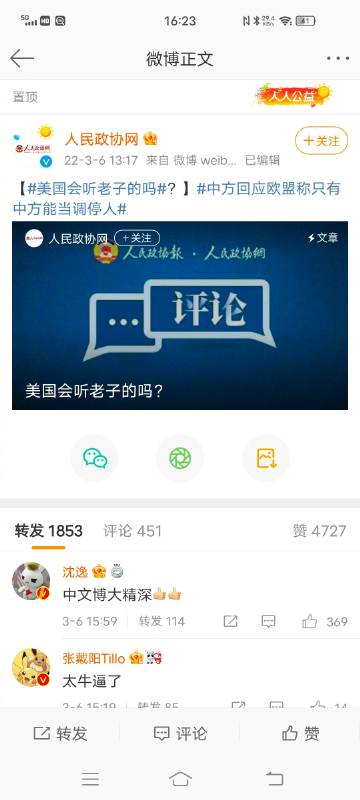 5G HD 16:23 29.4 KB/s 41
微博正文
置顶 人人公益
人民政协网 +关注
22-3-6 13:17 来自 微博 weib... 已编辑
【#美国会听老子的吗#？】#中方回应欧盟称只有
中方能当调停人#
人民政协网 +关注 文章
人民政协报·人民政协網
评论
美国会听老子的吗?
转发 1853 评论 451 赞 4727
沈逸
中文博大精深👍👍
3-6 15:59 转发 114 369
张戴阳Tillo
太牛逼了
3-6 15:19 转发 85 14
转发 评论 赞